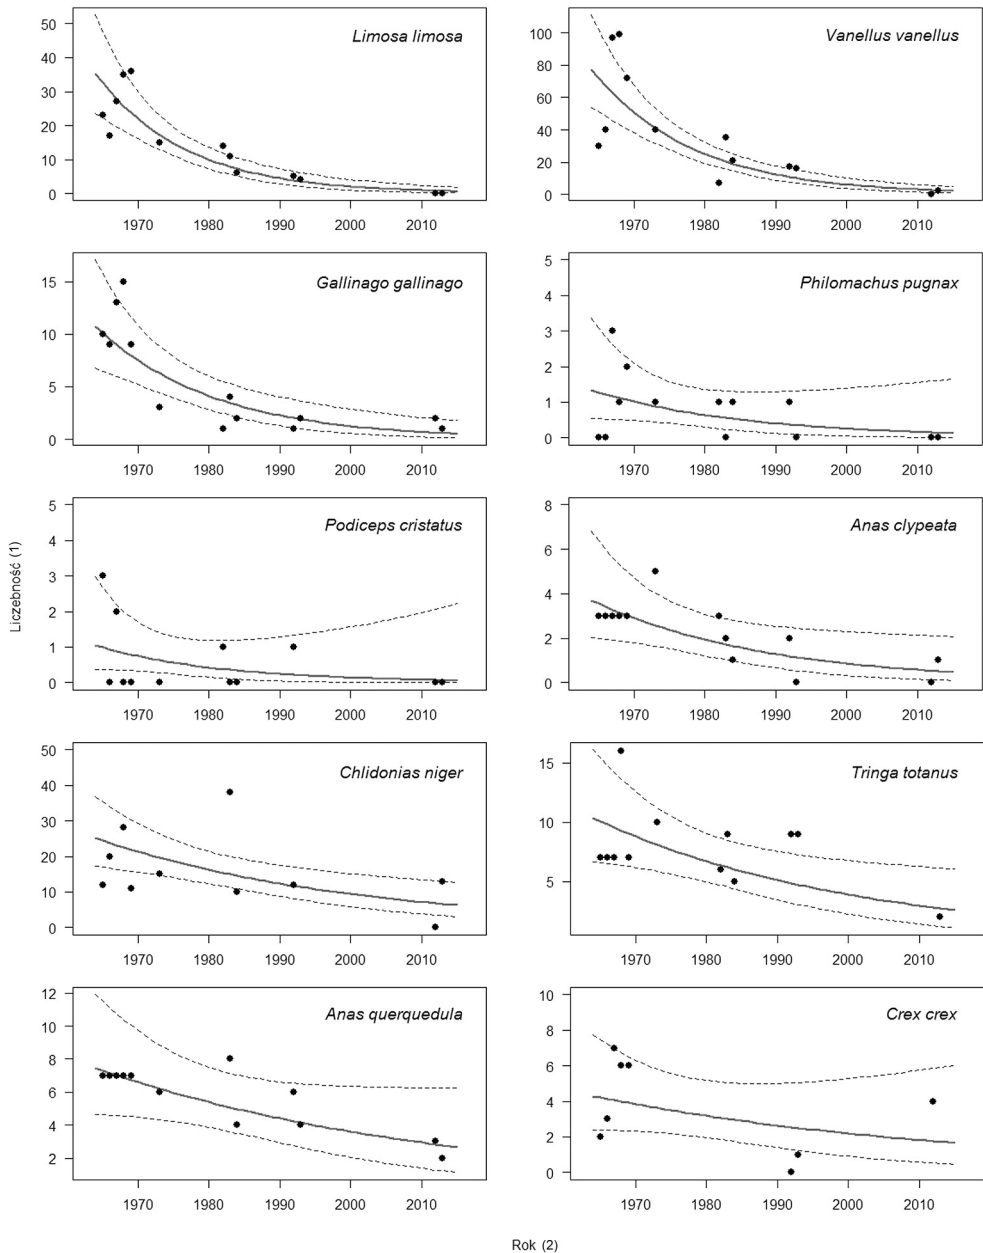 Limosa limosa
50
40
30
20
10
0
1970 1980 1990 2000 2010
Vanellus vanellus
100
80
60
40
20
0
1970 1980 1990 2000 2010
Gallinago gallinago
15
10
5
0
1970 1980 1990 2000 2010
Philomachus pugnax
5
4
3
2
1
0
1970 1980 1990 2000 2010
Podiceps cristatus
5
4
3
2
1
0
1970 1980 1990 2000 2010
Anas clypeata
8
6
4
2
0
1970 1980 1990 2000 2010
Chlidonias niger
50
40
30
20
10
0
1970 1980 1990 2000 2010
Tringa totanus
15
10
5
1970 1980 1990 2000 2010
Anas querquedula
12
10
8
6
4
2
1970 1980 1990 2000 2010
Crex crex
10
8
6
4
2
0
1970 1980 1990 2000 2010
Liczebność (1)
Rok (2)